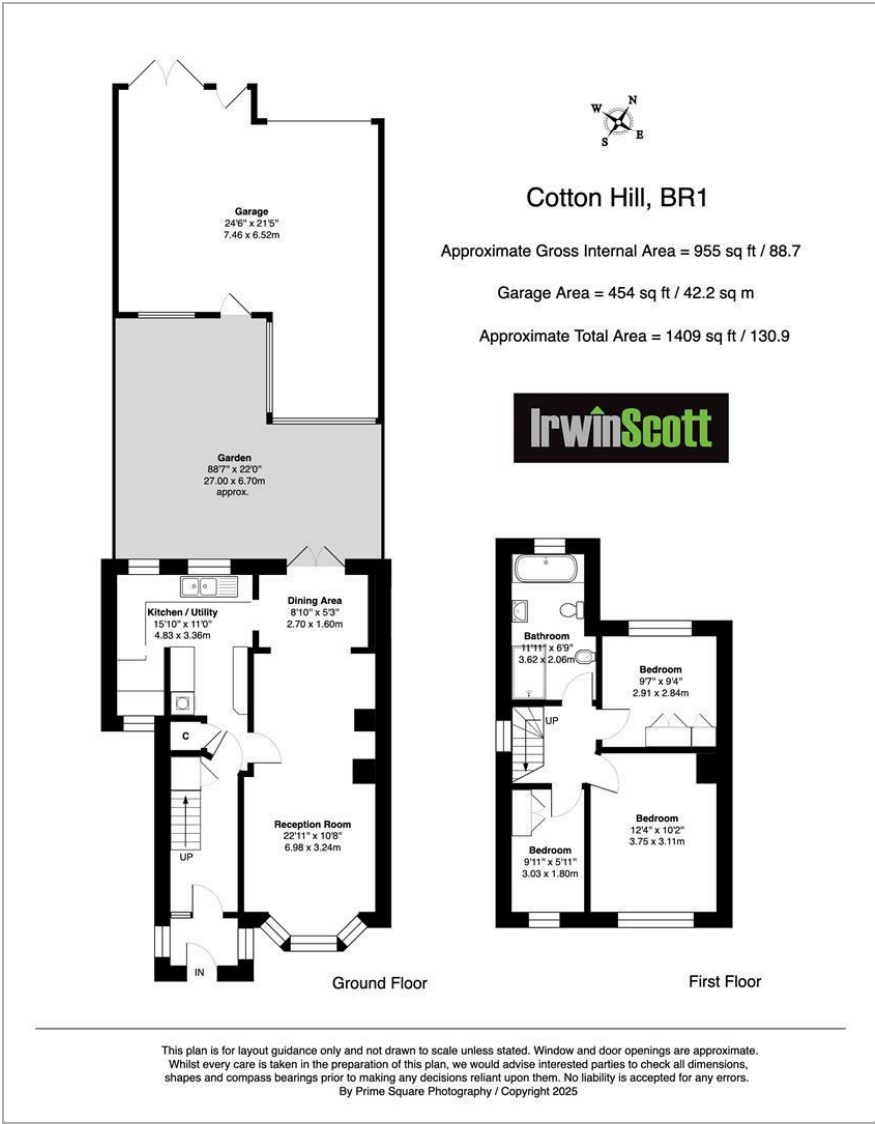 W N
S E
Cotton Hill, BR1
Approximate Gross Internal Area = 955 sq ft / 88.7
Garage Area = 454 sq ft / 42.2 sq m
Approximate Total Area = 1409 sq ft / 130.9
IrwinScott
Garage
24'6" x 21'5"
7.46 x 6.52m
Garden
88'7" x 22'0"
27.00 x 6.70m
approx.
Kitchen / Utility
15'10" x 11'0"
4.83 x 3.36m
Dining Area
8'10" x 5'3"
2.70 x 1.60m
C
UP
Reception Room
22'11" x 10'8"
6.98 x 3.24m
IN
Ground Floor
Bathroom
11'11" x 6'9"
3.62 x 2.06m
Bedroom
9'7" x 9'4"
2.91 x 2.84m
UP
Bedroom
12'4" x 10'2"
3.75 x 3.11m
Bedroom
9'11" x 5'11"
3.03 x 1.80m
First Floor
This plan is for layout guidance only and not drawn to scale unless stated. Window and door openings are approximate.
Whilst every care is taken in the preparation of this plan, we would advise interested parties to check all dimensions,
shapes and compass bearings prior to making any decisions reliant upon them. No liability is accepted for any errors.
By Prime Square Photography / Copyright 2025